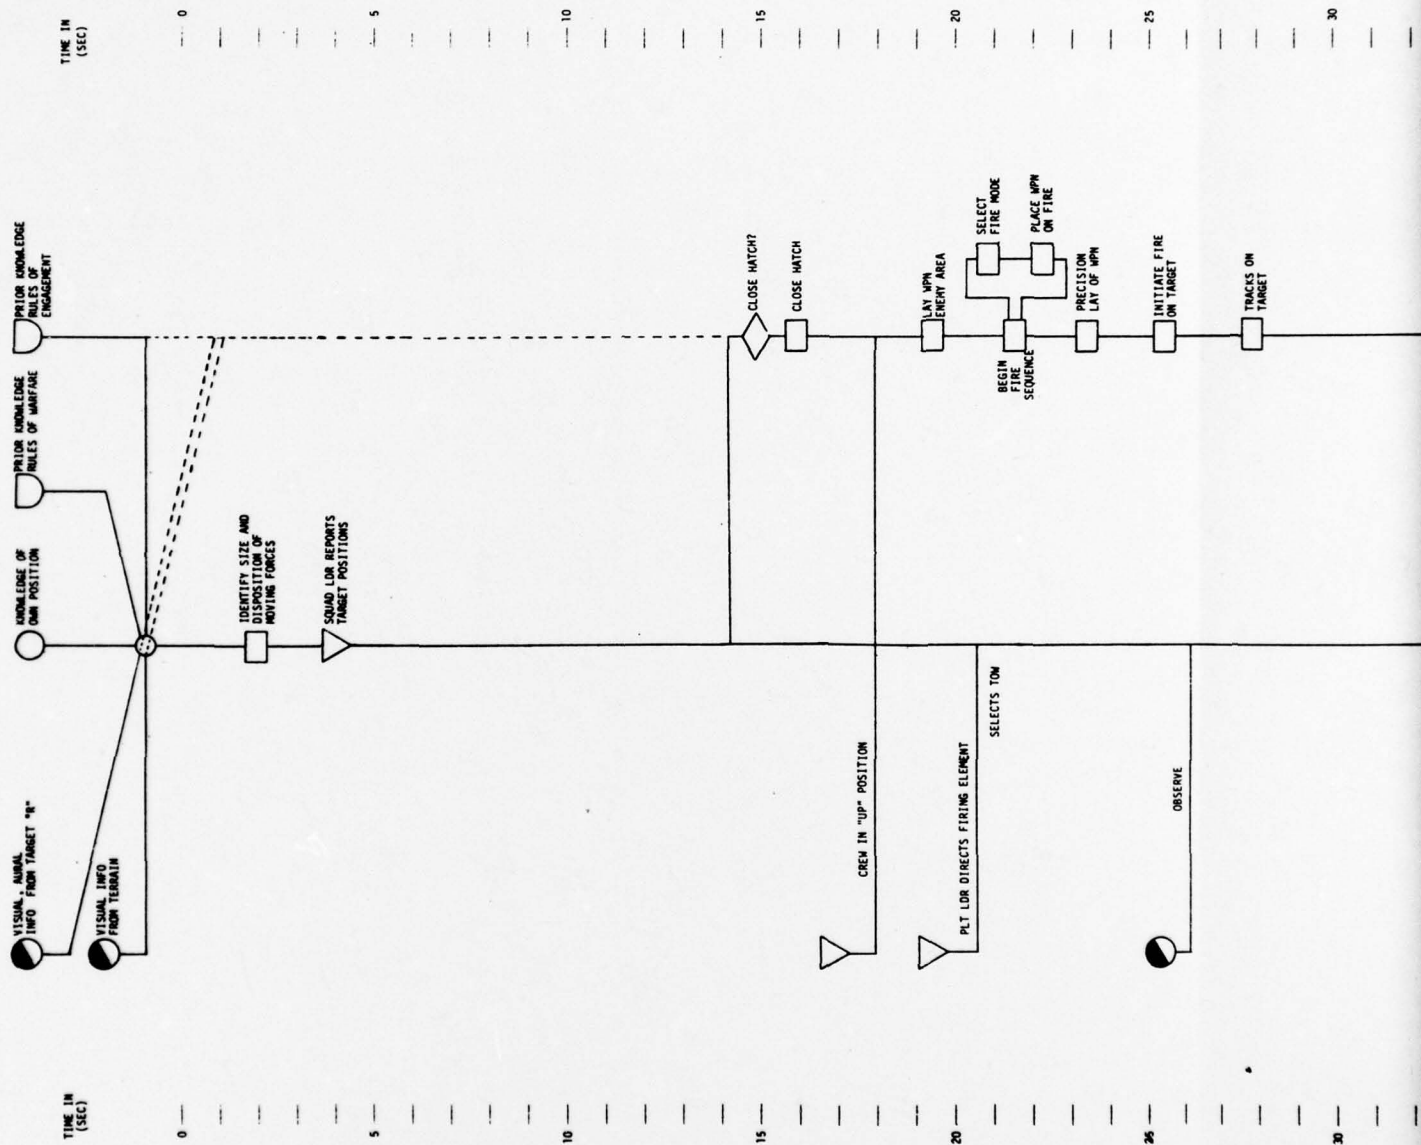 TIME IN
(SEC)
0
5
10
15
20
25
30
PRIOR KNOWLEDGE
RULES OF
ENGAGEMENT
PRIOR KNOWLEDGE
RULES OF WARFARE
KNOWLEDGE OF
OWN POSITION
VISUAL, AURAL
INFO FROM TARGET "R"
VISUAL INFO
FROM TERRAIN
IDENTIFY SIZE AND
DISPOSITION OF
MOVING FORCES
SQUAD LDR REPORTS
TARGET POSITIONS
CLOSE HATCH?
CLOSE HATCH
CREW IN "UP" POSITION
LAY WPN
ENEMY AREA
PLT LDR DIRECTS FIRING ELEMENT
SELECTS TOW
SELECT
FIRE MODE
PLACE WPN
ON FIRE
BEGIN
FIRE
SEQUENCE
PRECISION
LAY OF WPN
INITIATE FIRE
ON TARGET
OBSERVE
TRACKS ON
TARGET
TIME IN
(SEC)
0
5
10
15
20
25
30